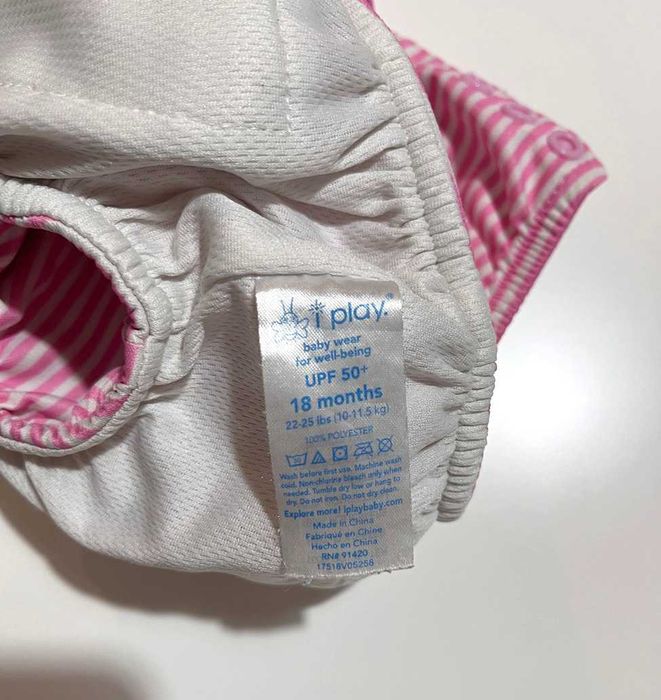 i play.
baby wear
for well-being
UPF 50+
18 months
22-25 lbs (10-11.5 kg)
100% POLYESTER
Wash before first use. Machine wash
cold. Non-chlorine bleach only when
needed. Tumble dry low or hang to
dry. Do not iron. Do not dry clean.
Explore more! iplaybaby.com
Made in China
Fabriqué en Chine
Hecho en China
RN# 91420
17518V05258